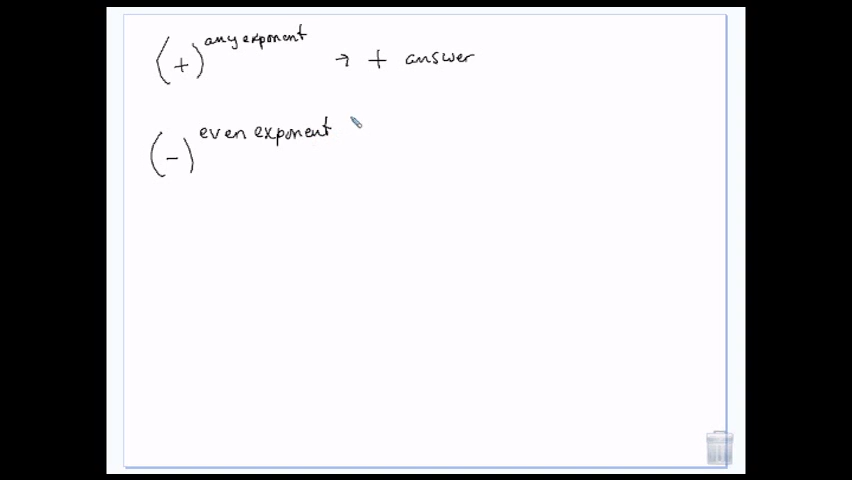 (+)^any exponent → + answer
(-)^even exponent